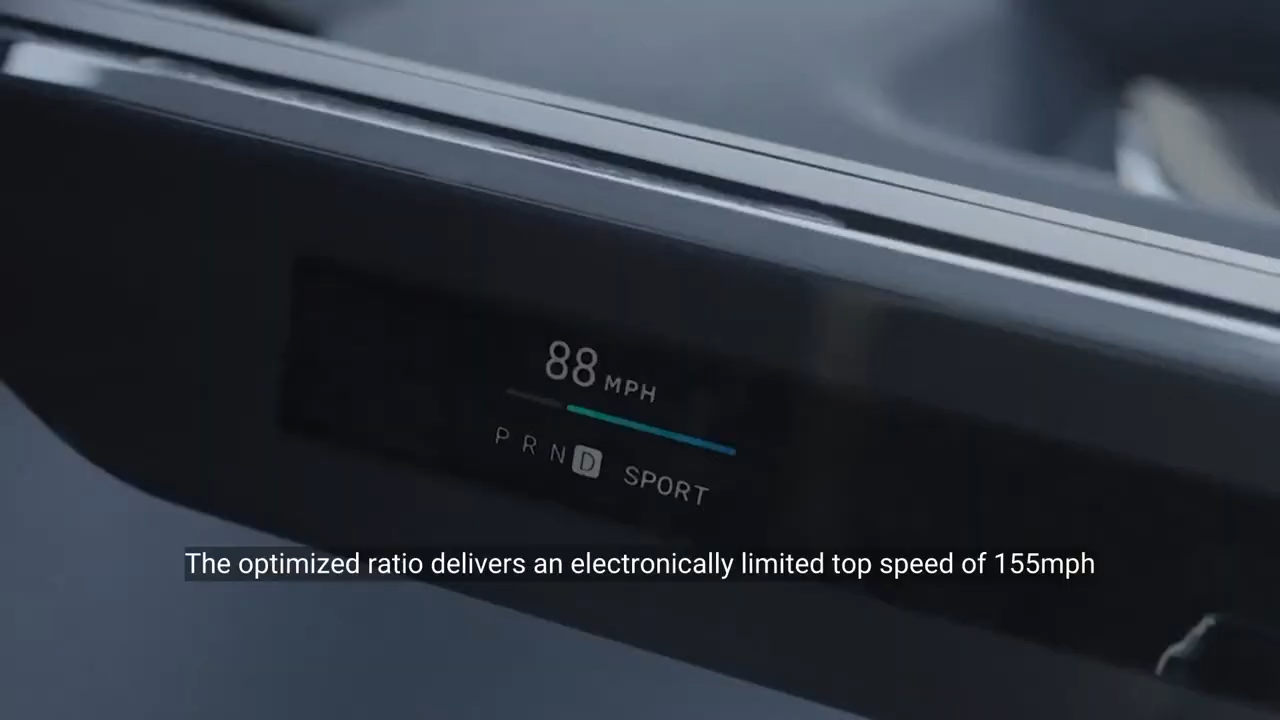 88 MPH
P R N D SPORT
The optimized ratio delivers an electronically limited top speed of 155mph